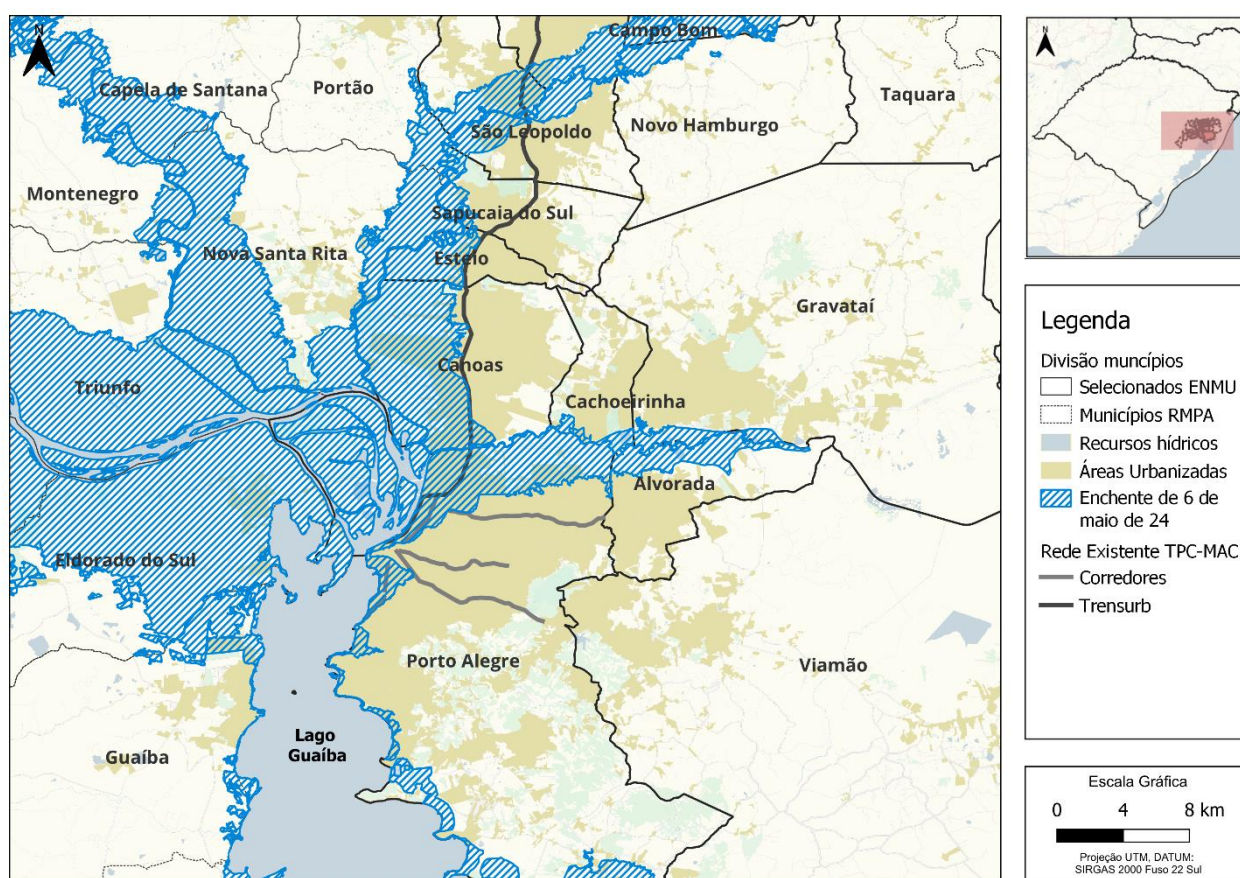 N
Campo Bom
Capela de Santana
Portão
Taquara
São Leopoldo
Novo Hamburgo
Montenegro
Sapucaia do Sul
Nova Santa Rita
Esteio
Gravataí
Canoas
Triunfo
Cachoeirinha
Alvorada
Eldorado do Sul
Porto Alegre
Viamão
Lago
Guaíba
Guaíba
N
Legenda
Divisão muncípios
Selecionados ENMU
Municípios RMPA
Recursos hídricos
Áreas Urbanizadas
Enchente de 6 de
maio de 24
Rede Existente TPC-MAC
Corredores
Trensurb
Escala Gráfica
0 4 8 km
Projeção UTM, DATUM:
SIRGAS 2000 Fuso 22 Sul